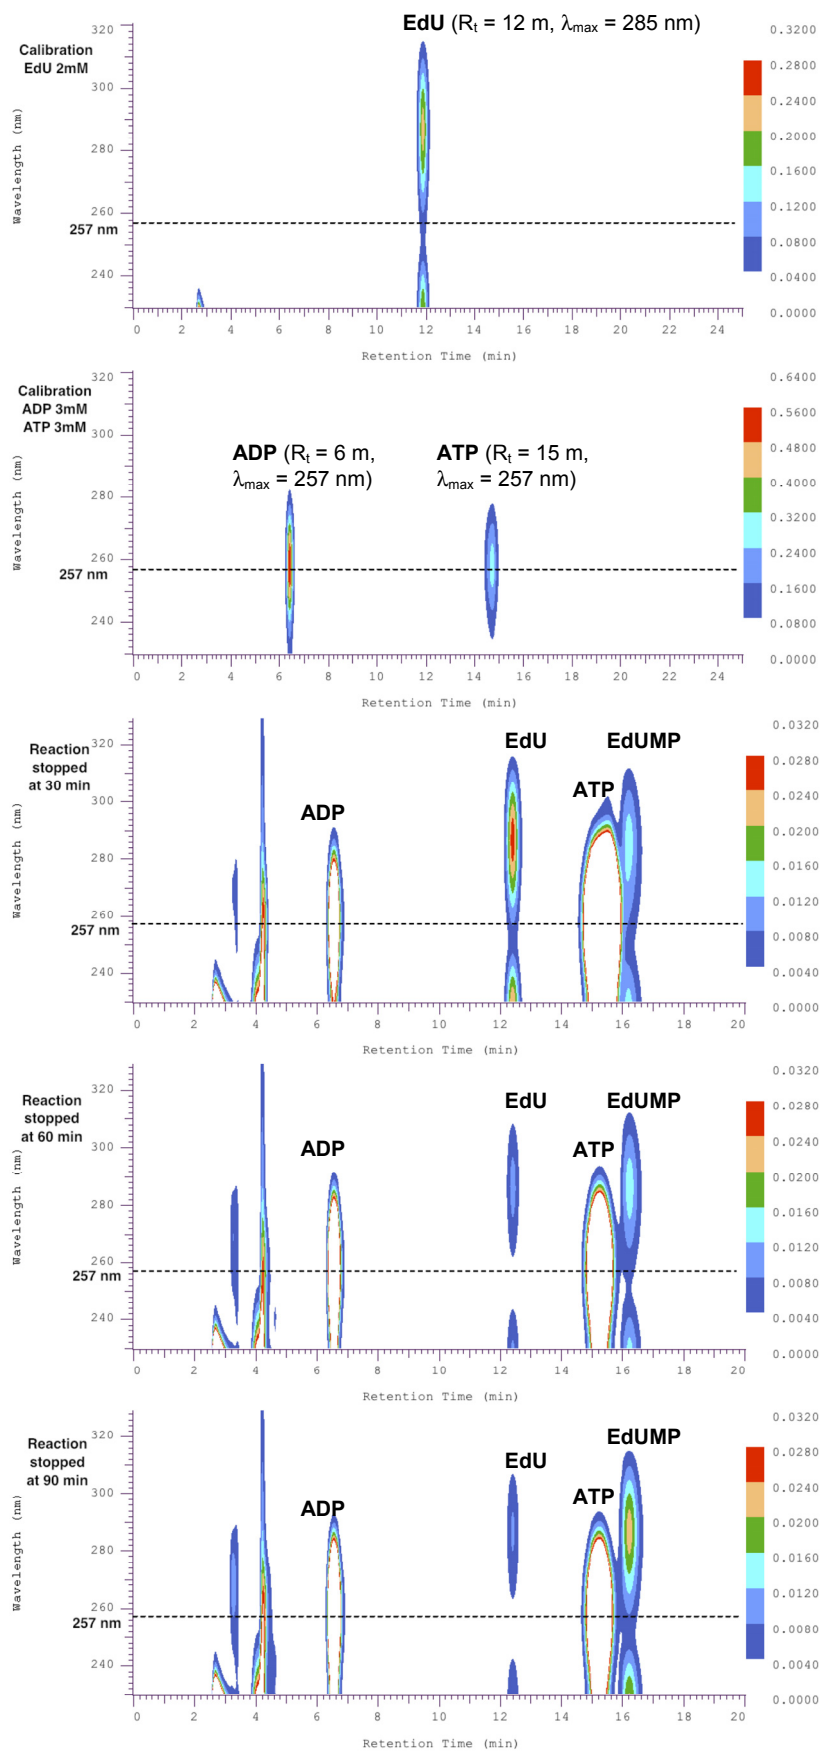 EdU (Rt = 12 m, λmax = 285 nm)
Calibration
EdU 2mM
Wavelength (nm)
320
300
280
260
257 nm
240
0 2 4 6 8 10 12 14 16 18 20 22 24
Retention Time (min)
0.3200
0.2800
0.2400
0.2000
0.1600
0.1200
0.0800
0.0400
0.0000
Calibration
ADP 3mM
ATP 3mM
Wavelength (nm)
320
300
280
260
257 nm
240
ADP (Rt = 6 m,
λmax = 257 nm)
ATP (Rt = 15 m,
λmax = 257 nm)
0 2 4 6 8 10 12 14 16 18 20 22 24
Retention Time (min)
0.6400
0.5600
0.4800
0.4000
0.3200
0.2400
0.1600
0.0800
0.0000
Reaction
stopped
at 30 min
Wavelength (nm)
320
300
280
260
257 nm
240
ADP
EdU
ATP
EdUMP
0 2 4 6 8 10 12 14 16 18 20
Retention Time (min)
0.0320
0.0280
0.0240
0.0200
0.0160
0.0120
0.0080
0.0040
0.0000
Reaction
stopped
at 60 min
Wavelength (nm)
320
300
280
260
257 nm
240
ADP
EdU
ATP
EdUMP
0 2 4 6 8 10 12 14 16 18 20
Retention Time (min)
0.0320
0.0280
0.0240
0.0200
0.0160
0.0120
0.0080
0.0040
0.0000
Reaction
stopped
at 90 min
Wavelength (nm)
320
300
280
260
257 nm
240
ADP
EdU
ATP
EdUMP
0 2 4 6 8 10 12 14 16 18 20
Retention Time (min)
0.0320
0.0280
0.0240
0.0200
0.0160
0.0120
0.0080
0.0040
0.0000